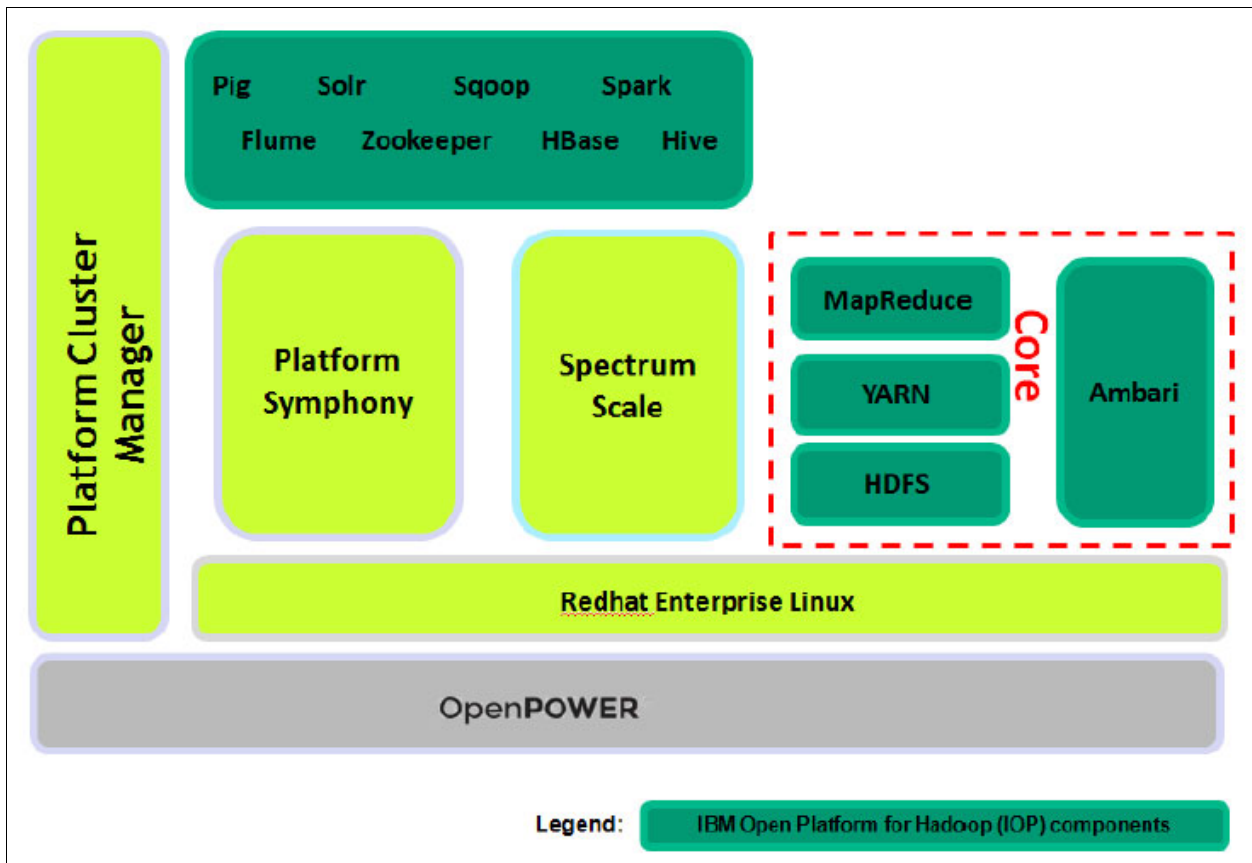 Platform Cluster
Manager
Pig Solr Sqoop Spark
Flume Zookeeper HBase Hive
Platform
Symphony
Spectrum
Scale
MapReduce
YARN
HDFS
Core
Ambari
Redhat Enterprise Linux
OpenPOWER
Legend: IBM Open Platform for Hadoop (IOP) components